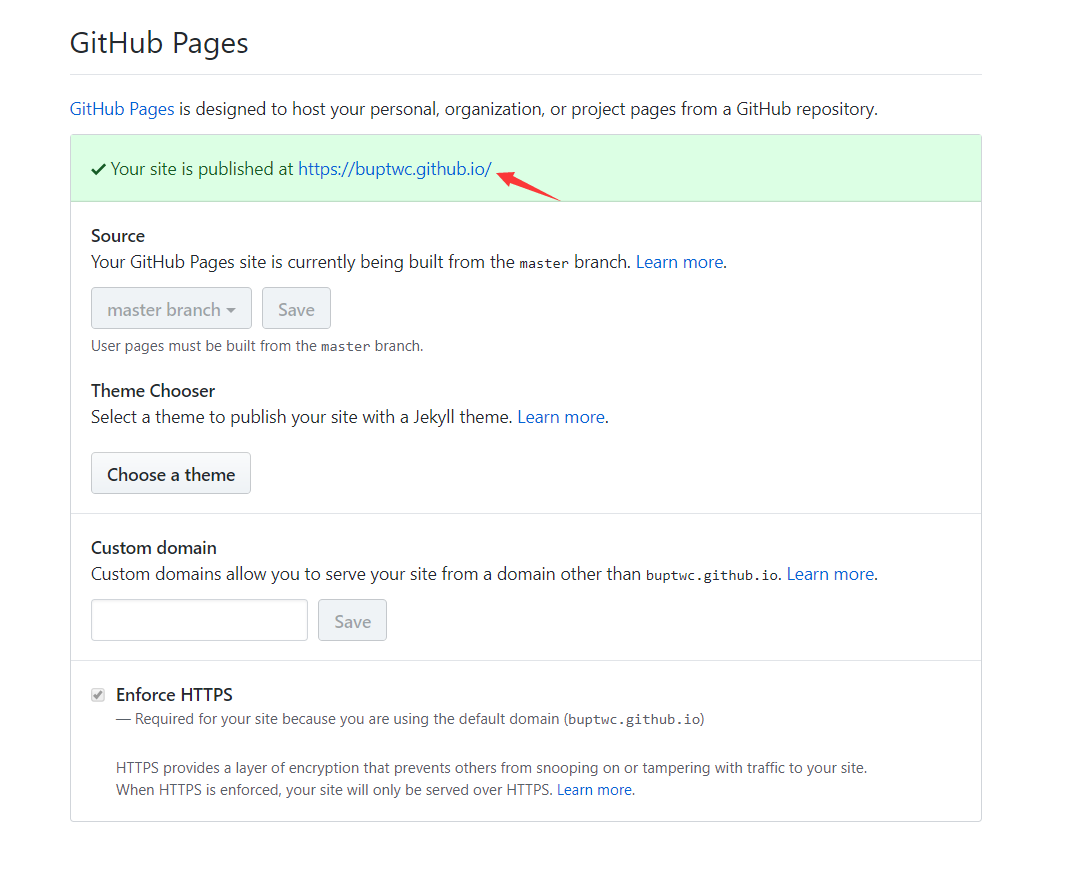 GitHub Pages
GitHub Pages is designed to host your personal, organization, or project pages from a GitHub repository.
Your site is published at https://buptwc.github.io/
Source
Your GitHub Pages site is currently being built from the master branch. Learn more.
master branch Save
User pages must be built from the master branch.
Theme Chooser
Select a theme to publish your site with a Jekyll theme. Learn more.
Choose a theme
Custom domain
Custom domains allow you to serve your site from a domain other than buptwc.github.io. Learn more.
Save
Enforce HTTPS
— Required for your site because you are using the default domain (buptwc.github.io)
HTTPS provides a layer of encryption that prevents others from snooping on or tampering with traffic to your site.
When HTTPS is enforced, your site will only be served over HTTPS. Learn more.